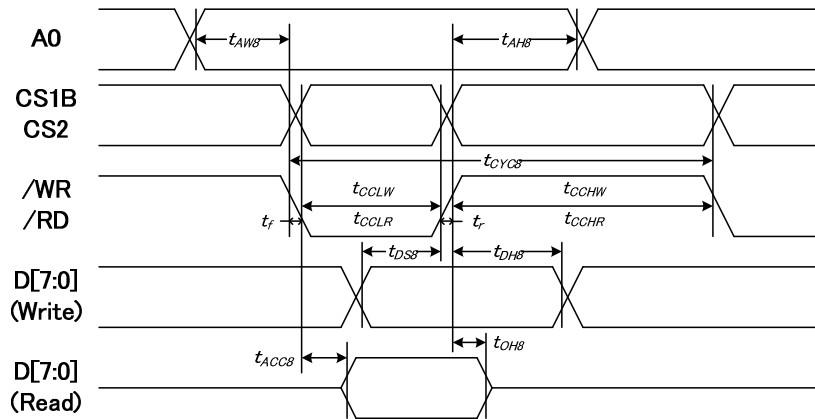 A0
tAW8
tAH8
CS1B
CS2
tCYC8
/WR
/RD
tCCLW
tCCHW
tf
tCCLR
tr
tCCHR
tDS8
tDH8
D[7:0]
(Write)
tACC8
tOH8
D[7:0]
(Read)